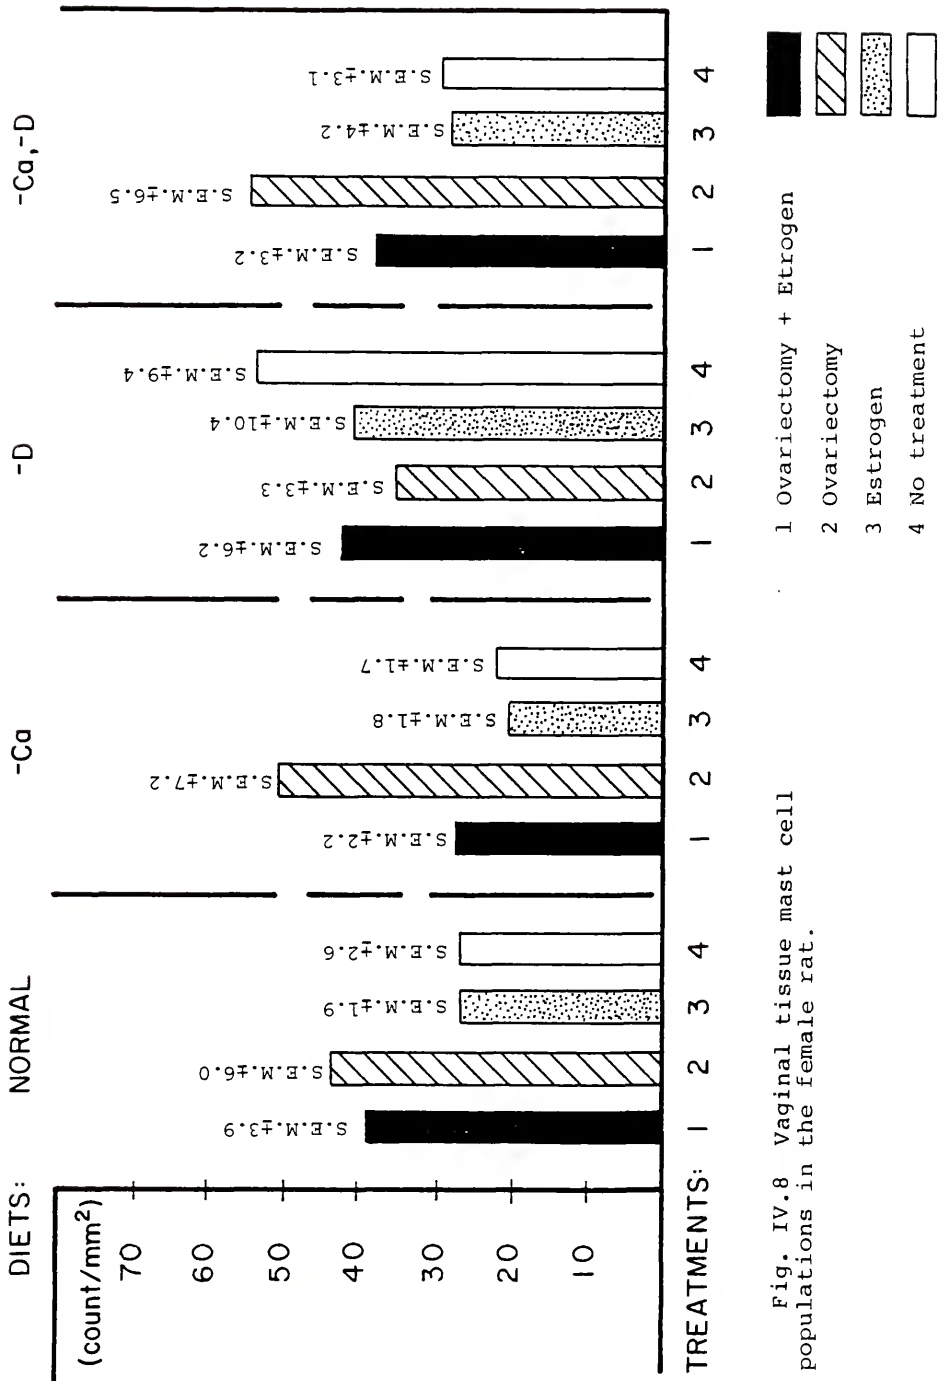 DIETS: NORMAL -Ca -D -Ca,-D
(count/mm²)
70
60
50
40
30
20
10
S.E.M.±3.9
S.E.M.±6.0
S.E.M.±1.9
S.E.M.±2.6
S.E.M.±2.2
S.E.M.±7.2
S.E.M.±1.8
S.E.M.±1.7
S.E.M.±6.2
S.E.M.±3.3
S.E.M.±10.4
S.E.M.±9.4
S.E.M.±3.2
S.E.M.±6.5
S.E.M.±4.2
S.E.M.±3.1
TREATMENTS: 1 2 3 4 1 2 3 4 1 2 3 4 1 2 3 4
1 Ovariectomy + Etrogen
2 Ovariectomy
3 Estrogen
4 No treatment
Fig. IV.8 Vaginal tissue mast cell
populations in the female rat.